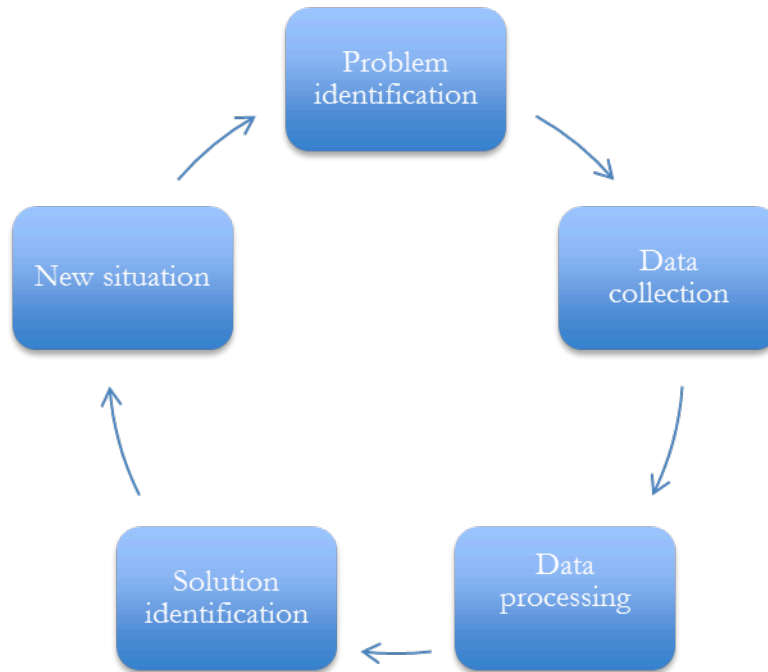 Problem
identification
Data
collection
Data
processing
Solution
identification
New situation